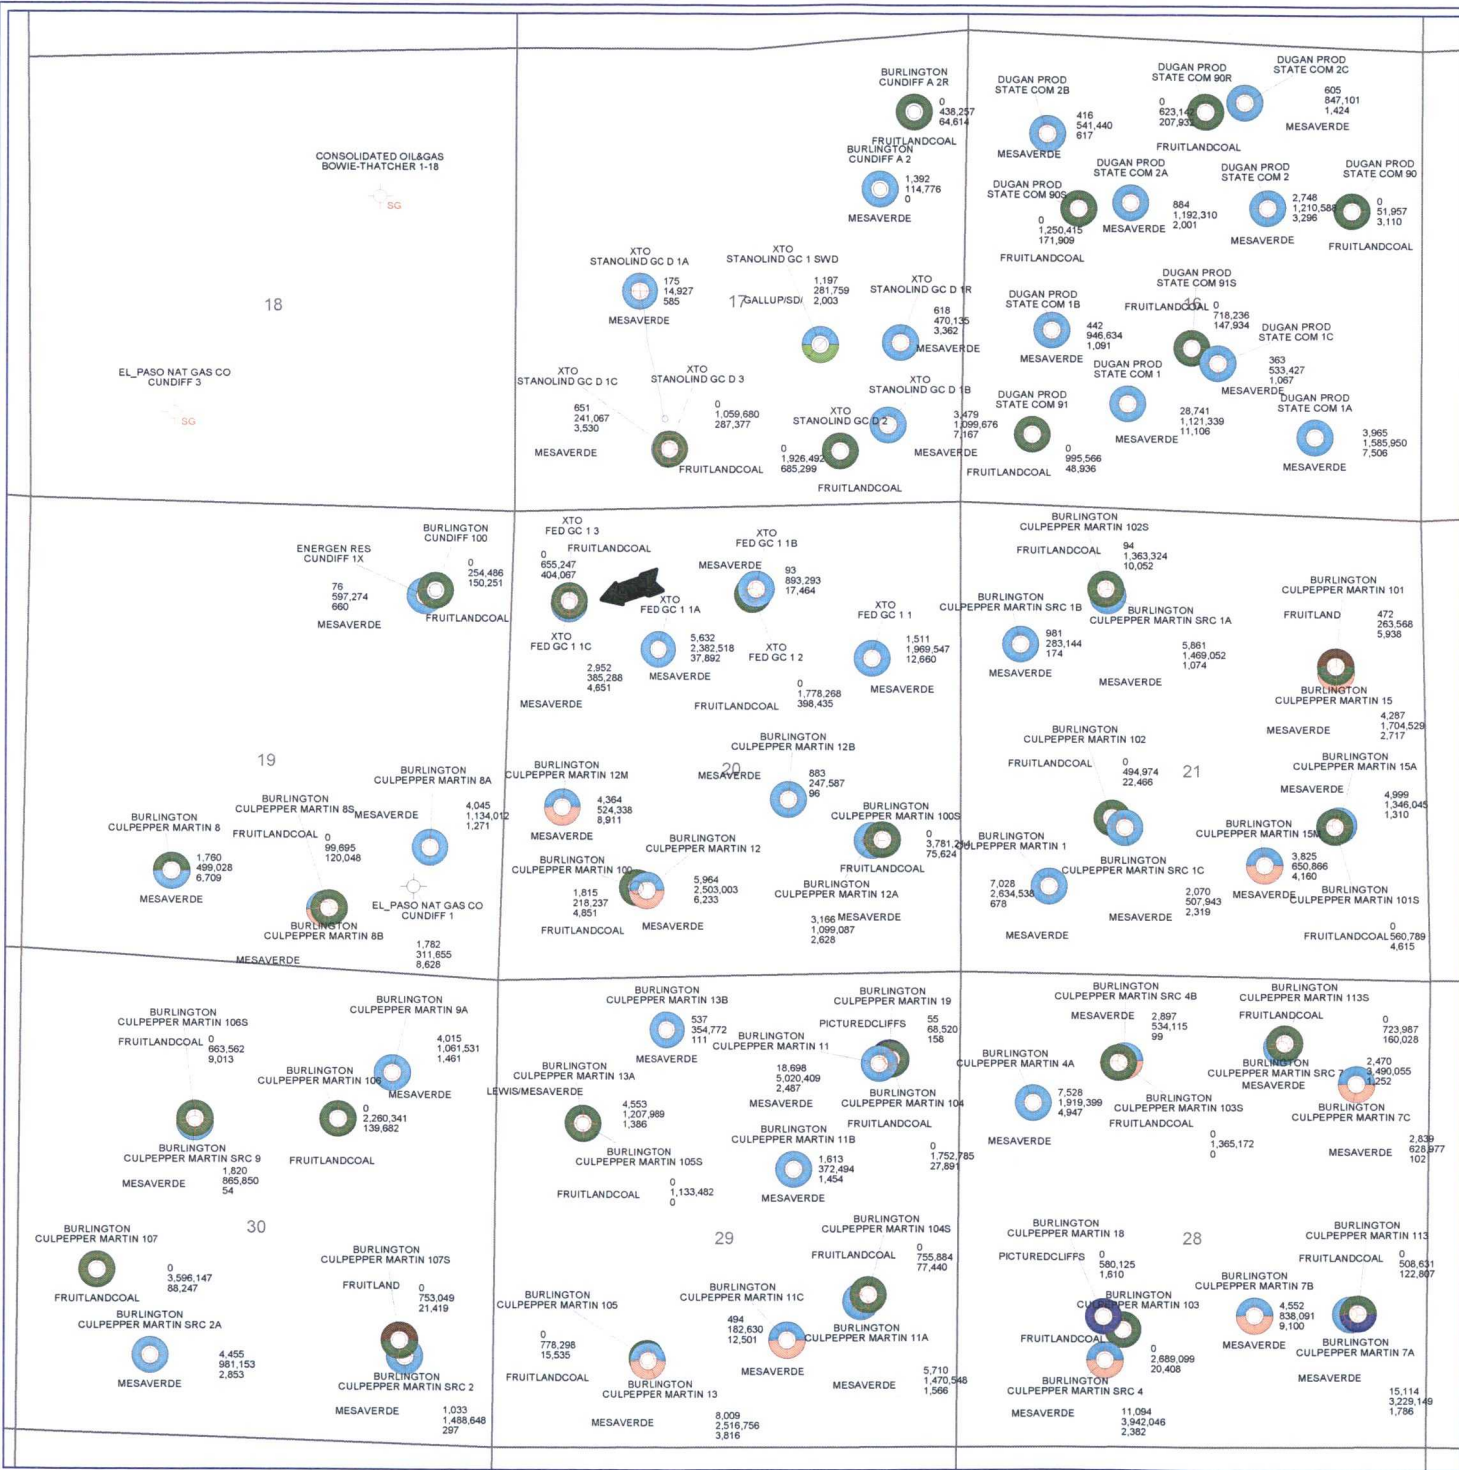 CONSOLIDATED OIL&GAS
BOWIE-THATCHER 1-18
SG
18
EL_PASO NAT GAS CO
CUNDIFF 3
SG
BURLINGTON
CUNDIFF A 2R
0
438,257
64,614
FRUITLANDCOAL
BURLINGTON
CUNDIFF A 2
1,392
114,776
0
MESAVERDE
XTO
STANOLIND GC D 1A
175
14,927
585
MESAVERDE
17
XTO
STANOLIND GC 1 SWD
1,197
281,759
2,003
GALLUP/SD/
XTO
STANOLIND GC D 1R
618
470,135
3,362
MESAVERDE
XTO
STANOLIND GC D 1C
651
241,067
3,530
MESAVERDE
XTO
STANOLIND GC D 3
0
1,059,680
287,377
FRUITLANDCOAL
XTO
STANOLIND GC D 2
0
1,926,492
685,299
FRUITLANDCOAL
XTO
STANOLIND GC D 1B
3,479
1,099,676
7,167
MESAVERDE
DUGAN PROD
STATE COM 2B
416
541,440
617
MESAVERDE
DUGAN PROD
STATE COM 90R
0
623,142
207,932
FRUITLANDCOAL
DUGAN PROD
STATE COM 2C
605
847,101
1,424
MESAVERDE
DUGAN PROD
STATE COM 90S
0
1,250,415
171,909
FRUITLANDCOAL
DUGAN PROD
STATE COM 2A
884
1,192,310
2,001
MESAVERDE
DUGAN PROD
STATE COM 2
2,748
1,210,588
3,296
MESAVERDE
DUGAN PROD
STATE COM 90
0
51,957
3,110
FRUITLANDCOAL
16
DUGAN PROD
STATE COM 1B
442
946,634
1,091
MESAVERDE
DUGAN PROD
STATE COM 91S
FRUITLANDCOAL
0
718,236
147,934
DUGAN PROD
STATE COM 1C
363
533,427
1,067
MESAVERDE
DUGAN PROD
STATE COM 91
0
995,566
48,936
FRUITLANDCOAL
DUGAN PROD
STATE COM 1
28,741
1,121,339
11,106
MESAVERDE
DUGAN PROD
STATE COM 1A
3,965
1,585,950
7,506
MESAVERDE
ENERGEN RES
CUNDIFF 1X
76
597,274
660
MESAVERDE
BURLINGTON
CUNDIFF 100
0
254,486
150,251
FRUITLANDCOAL
19
BURLINGTON
CULPEPPER MARTIN 8
1,760
499,028
6,709
MESAVERDE
BURLINGTON
CULPEPPER MARTIN 8S
FRUITLANDCOAL
0
99,695
120,048
BURLINGTON
CULPEPPER MARTIN 8A
MESAVERDE
4,045
1,134,012
1,271
EL_PASO NAT GAS CO
CUNDIFF 1
BURLINGTON
CULPEPPER MARTIN 8B
MESAVERDE
1,782
311,655
8,628
XTO
FED GC 1 3
FRUITLANDCOAL
0
655,247
404,067
XTO
FED GC 1 1C
2,952
385,288
4,651
MESAVERDE
XTO
FED GC 1 1A
5,632
2,382,518
37,892
MESAVERDE
XTO
FED GC 1 1B
MESAVERDE
93
893,293
17,464
XTO
FED GC 1 2
0
1,778,268
398,435
FRUITLANDCOAL
XTO
FED GC 1 1
1,511
1,969,547
12,660
MESAVERDE
20
BURLINGTON
CULPEPPER MARTIN 12M
4,364
524,338
8,911
MESAVERDE
BURLINGTON
CULPEPPER MARTIN 12B
MESAVERDE
883
247,587
96
BURLINGTON
CULPEPPER MARTIN 100S
0
75,624
FRUITLANDCOAL
BURLINGTON
CULPEPPER MARTIN 12A
3,166
1,099,087
2,628
MESAVERDE
BURLINGTON
CULPEPPER MARTIN 100
1,815
218,237
4,851
FRUITLANDCOAL
BURLINGTON
CULPEPPER MARTIN 12
5,964
2,503,003
6,233
MESAVERDE
BURLINGTON
CULPEPPER MARTIN 102S
FRUITLANDCOAL
94
1,363,324
10,052
BURLINGTON
CULPEPPER MARTIN SRC 1B
981
283,144
174
MESAVERDE
BURLINGTON
CULPEPPER MARTIN SRC 1A
5,861
1,469,052
1,074
MESAVERDE
BURLINGTON
CULPEPPER MARTIN 101
FRUITLAND
472
263,568
5,938
BURLINGTON
CULPEPPER MARTIN 15
MESAVERDE
4,287
1,704,529
2,717
21
BURLINGTON
CULPEPPER MARTIN 102
FRUITLANDCOAL
0
494,974
22,466
BURLINGTON
CULPEPPER MARTIN 1
7,028
2,634,538
678
MESAVERDE
BURLINGTON
CULPEPPER MARTIN SRC 1C
2,070
507,943
2,319
MESAVERDE
BURLINGTON
CULPEPPER MARTIN 15A
MESAVERDE
4,999
1,346,045
1,310
BURLINGTON
CULPEPPER MARTIN 15M
3,825
650,866
4,160
MESAVERDE
BURLINGTON
CULPEPPER MARTIN 101S
FRUITLANDCOAL
0
560,789
4,615
BURLINGTON
CULPEPPER MARTIN 106S
FRUITLANDCOAL
0
663,562
9,013
BURLINGTON
CULPEPPER MARTIN SRC 9
MESAVERDE
1,820
865,850
54
BURLINGTON
CULPEPPER MARTIN 9A
4,015
1,061,531
1,461
MESAVERDE
BURLINGTON
CULPEPPER MARTIN 106
0
2,260,341
139,682
FRUITLANDCOAL
30
BURLINGTON
CULPEPPER MARTIN 107
0
3,596,147
88,247
FRUITLANDCOAL
BURLINGTON
CULPEPPER MARTIN SRC 2A
4,455
981,153
2,853
MESAVERDE
BURLINGTON
CULPEPPER MARTIN 107S
FRUITLAND
0
753,049
21,419
BURLINGTON
CULPEPPER MARTIN SRC 2
MESAVERDE
1,033
1,488,648
297
BURLINGTON
CULPEPPER MARTIN 13B
537
354,772
111
MESAVERDE
BURLINGTON
CULPEPPER MARTIN 19
PICTUREDCLIFFS
55
68,520
158
BURLINGTON
CULPEPPER MARTIN 11
18,698
5,020,409
2,487
MESAVERDE
BURLINGTON
CULPEPPER MARTIN 13A
LEWIS/MESAVERDE
4,553
1,207,989
1,386
BURLINGTON
CULPEPPER MARTIN 105S
FRUITLANDCOAL
0
1,133,482
0
BURLINGTON
CULPEPPER MARTIN 104
FRUITLANDCOAL
0
1,752,785
27,891
BURLINGTON
CULPEPPER MARTIN 11B
1,613
372,494
1,454
MESAVERDE
29
BURLINGTON
CULPEPPER MARTIN 104S
FRUITLANDCOAL
0
755,884
77,440
BURLINGTON
CULPEPPER MARTIN 105
0
778,298
15,535
FRUITLANDCOAL
BURLINGTON
CULPEPPER MARTIN 11C
494
182,630
12,501
MESAVERDE
BURLINGTON
CULPEPPER MARTIN 11A
MESAVERDE
5,710
1,470,548
1,566
BURLINGTON
CULPEPPER MARTIN 13
MESAVERDE
8,009
2,516,756
3,816
BURLINGTON
CULPEPPER MARTIN SRC 4B
MESAVERDE
2,897
534,115
99
BURLINGTON
CULPEPPER MARTIN 113S
FRUITLANDCOAL
0
723,987
160,028
BURLINGTON
CULPEPPER MARTIN 4A
7,528
1,919,399
4,947
MESAVERDE
BURLINGTON
CULPEPPER MARTIN 103S
FRUITLANDCOAL
0
1,365,172
0
BURLINGTON
CULPEPPER MARTIN SRC 7
MESAVERDE
2,470
3,490,055
1,252
BURLINGTON
CULPEPPER MARTIN 7C
MESAVERDE
2,839
628,977
102
28
BURLINGTON
CULPEPPER MARTIN 18
PICTUREDCLIFFS
0
580,125
1,610
BURLINGTON
CULPEPPER MARTIN 103
FRUITLANDCOAL
0
2,689,099
20,408
BURLINGTON
CULPEPPER MARTIN SRC 4
MESAVERDE
11,094
3,942,046
2,382
BURLINGTON
CULPEPPER MARTIN 7B
4,552
838,091
9,100
MESAVERDE
BURLINGTON
CULPEPPER MARTIN 113
FRUITLANDCOAL
0
508,631
122,807
BURLINGTON
CULPEPPER MARTIN 7A
MESAVERDE
15,114
3,229,149
1,786